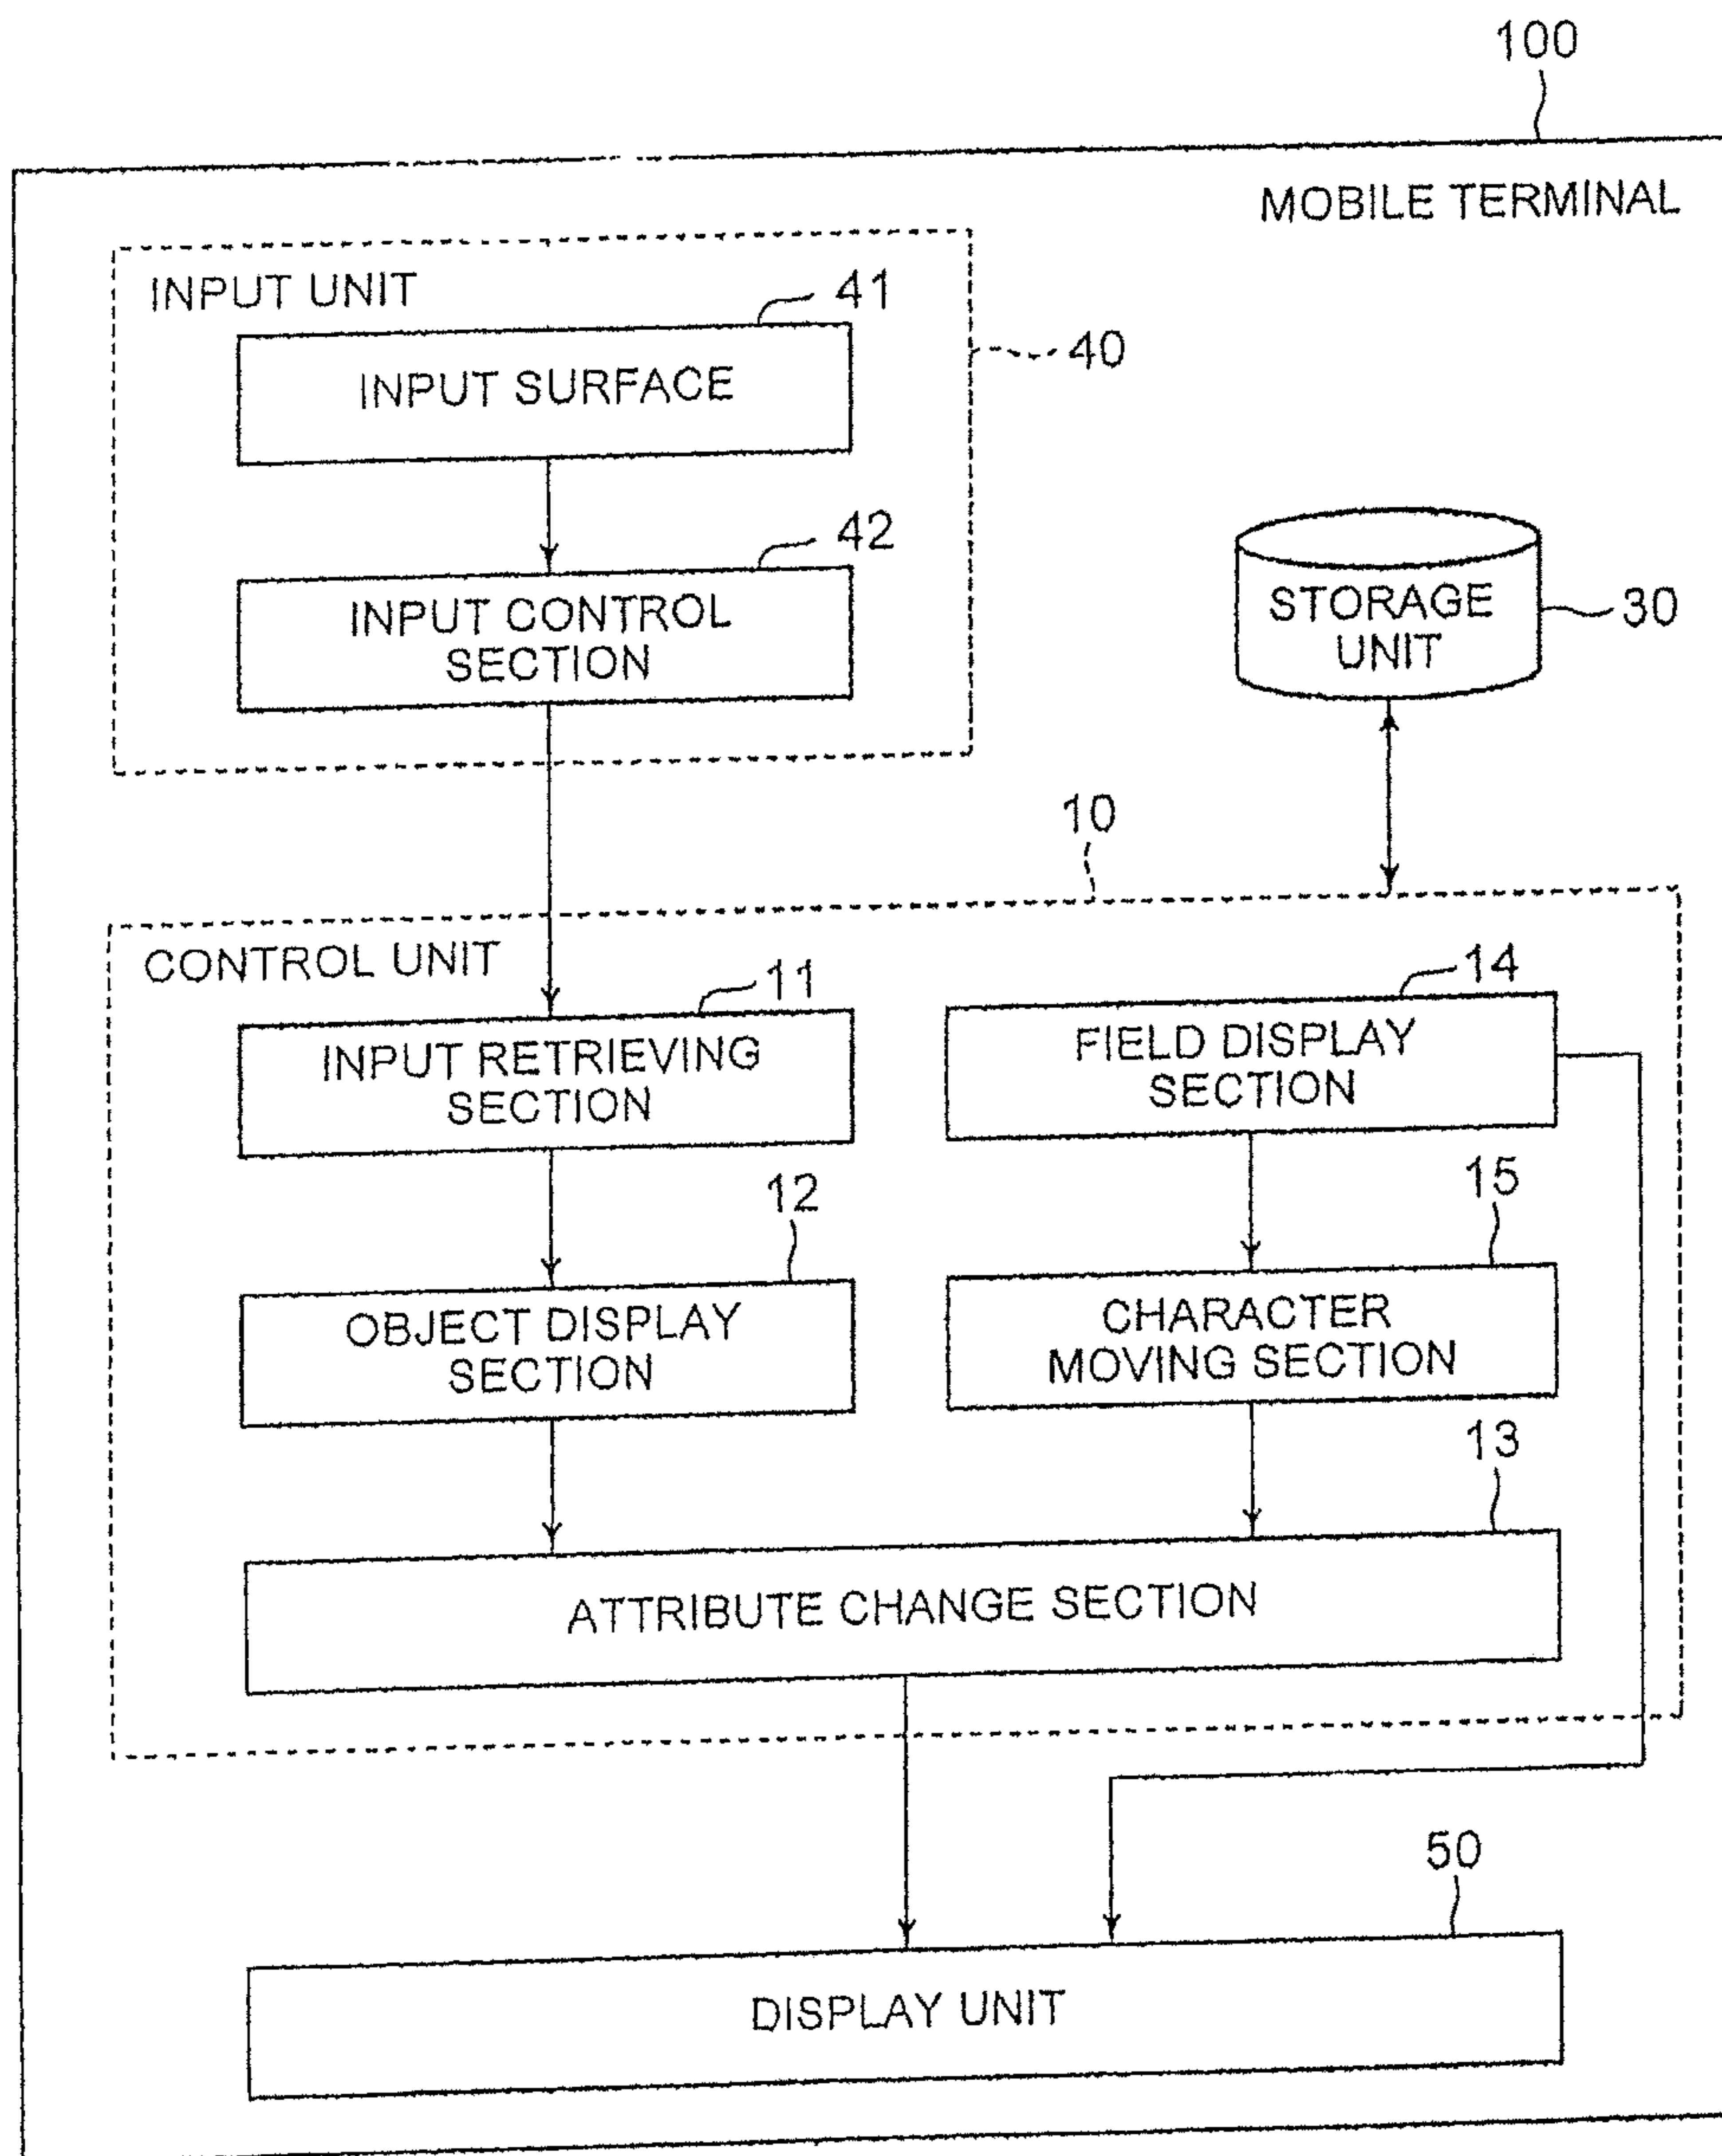 100
MOBILE TERMINAL
INPUT UNIT
41
INPUT SURFACE
40
42
INPUT CONTROL
SECTION
STORAGE
UNIT
30
10
CONTROL UNIT
11
INPUT RETRIEVING
SECTION
14
FIELD DISPLAY
SECTION
12
OBJECT DISPLAY
SECTION
15
CHARACTER
MOVING SECTION
13
ATTRIBUTE CHANGE SECTION
50
DISPLAY UNIT